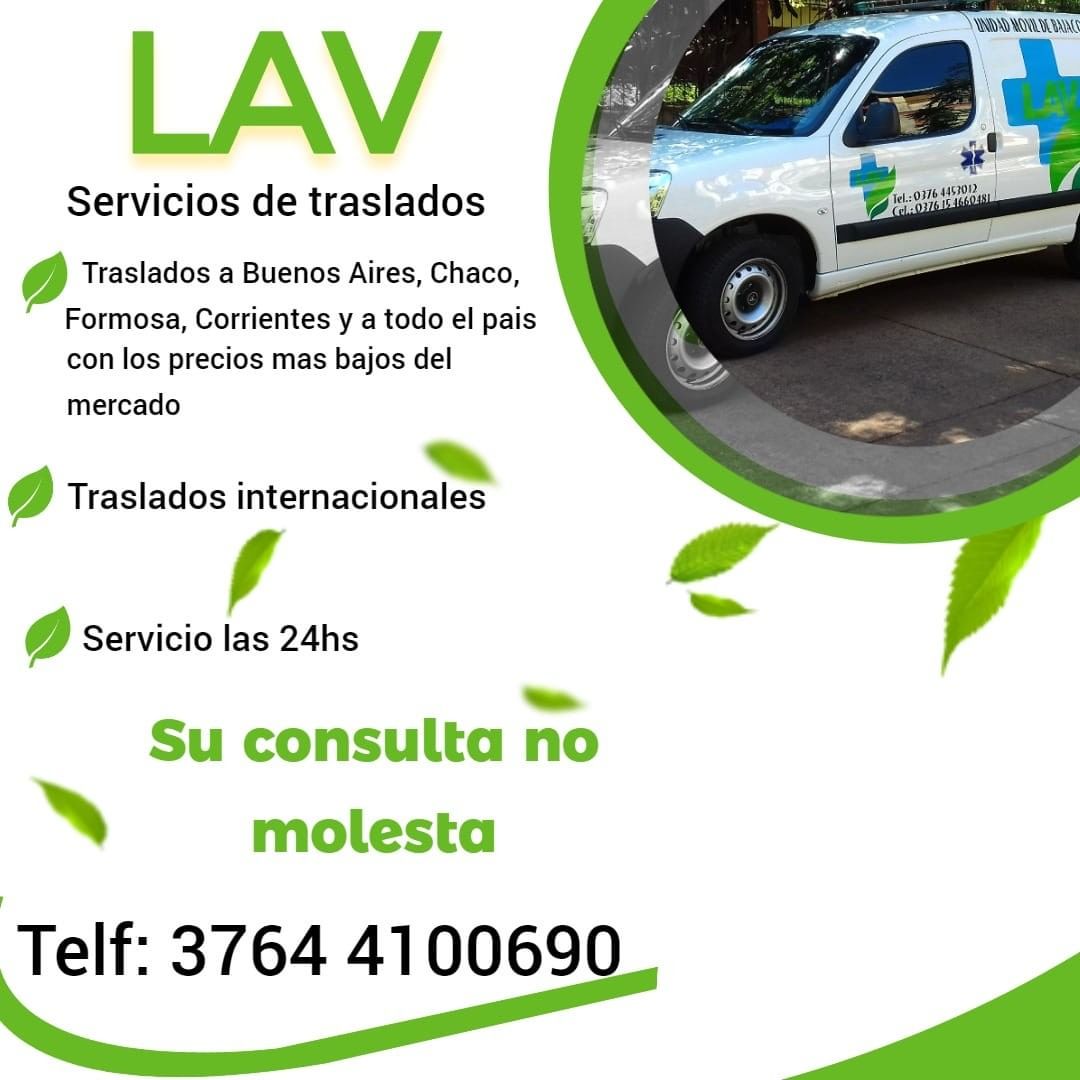 LAV
Servicios de traslados
Traslados a Buenos Aires, Chaco,
Formosa, Corrientes y a todo el pais
con los precios mas bajos del
mercado
Traslados internacionales
Servicio las 24hs
Su consulta no
molesta
Telf: 3764 4100690
UNIDAD MOVIL DE BAJA CO
LAV
Tel.: 0376 4453012
Cel.: 0376 15 4660481